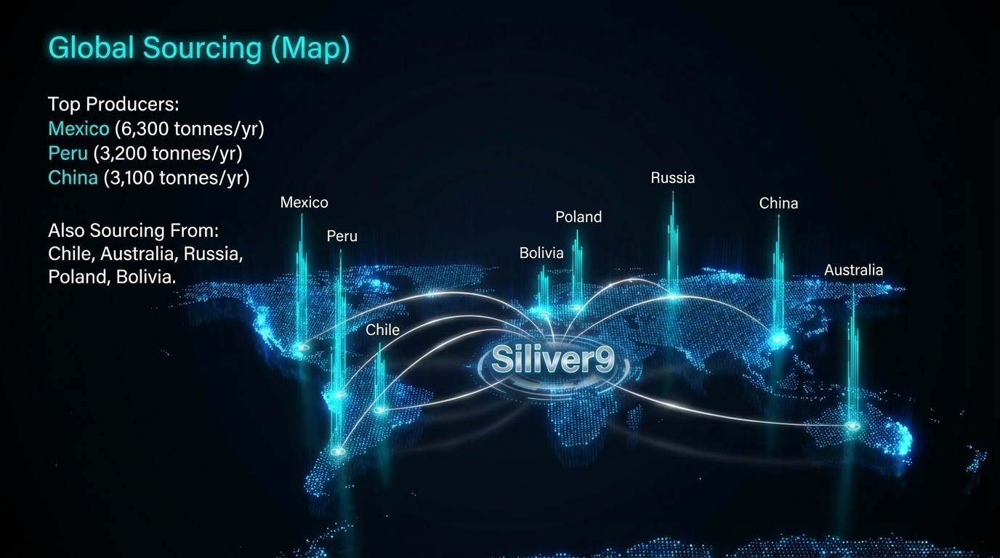 Global Sourcing (Map)
Top Producers:
Mexico (6,300 tonnes/yr)
Peru (3,200 tonnes/yr)
China (3,100 tonnes/yr)
Also Sourcing From:
Chile, Australia, Russia,
Poland, Bolivia.
Mexico
Peru
Chile
Bolivia
Poland
Russia
China
Australia
Siliver9